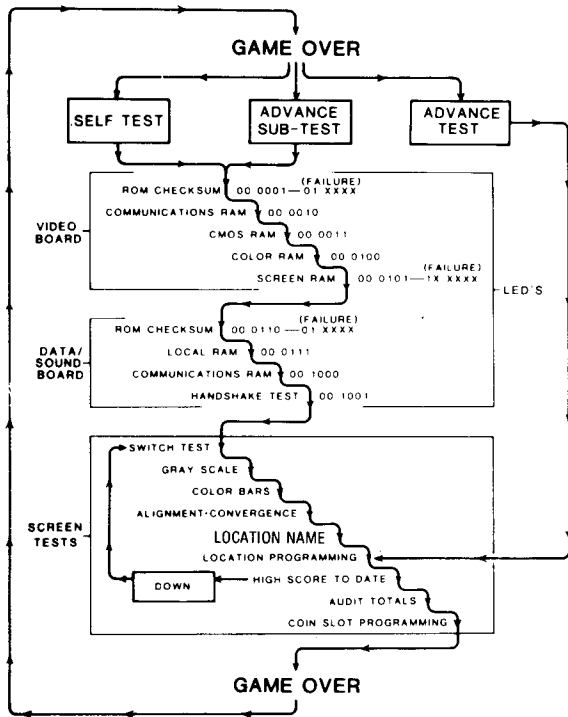 GAME OVER
SELF TEST
ADVANCE
SUB-TEST
ADVANCE
TEST
(FAILURE)
ROM CHECKSUM 00 0001—01 XXXX
COMMUNICATIONS RAM 00 0010
VIDEO
BOARD
CMOS RAM 00 0011
COLOR RAM 00 0100
(FAILURE)
SCREEN RAM 00 0101—1X XXXX
LED'S
(FAILURE)
ROM CHECKSUM 00 0110—01 XXXX
DATA/
SOUND
BOARD
LOCAL RAM 00 0111
COMMUNICATIONS RAM 00 1000
HANDSHAKE TEST 00 1001
SWITCH TEST
GRAY SCALE
COLOR BARS
ALIGNMENT-CONVERGENCE
SCREEN
TESTS
LOCATION NAME
LOCATION PROGRAMMING
DOWN
HIGH SCORE TO DATE
AUDIT TOTALS
COIN SLOT PROGRAMMING
GAME OVER